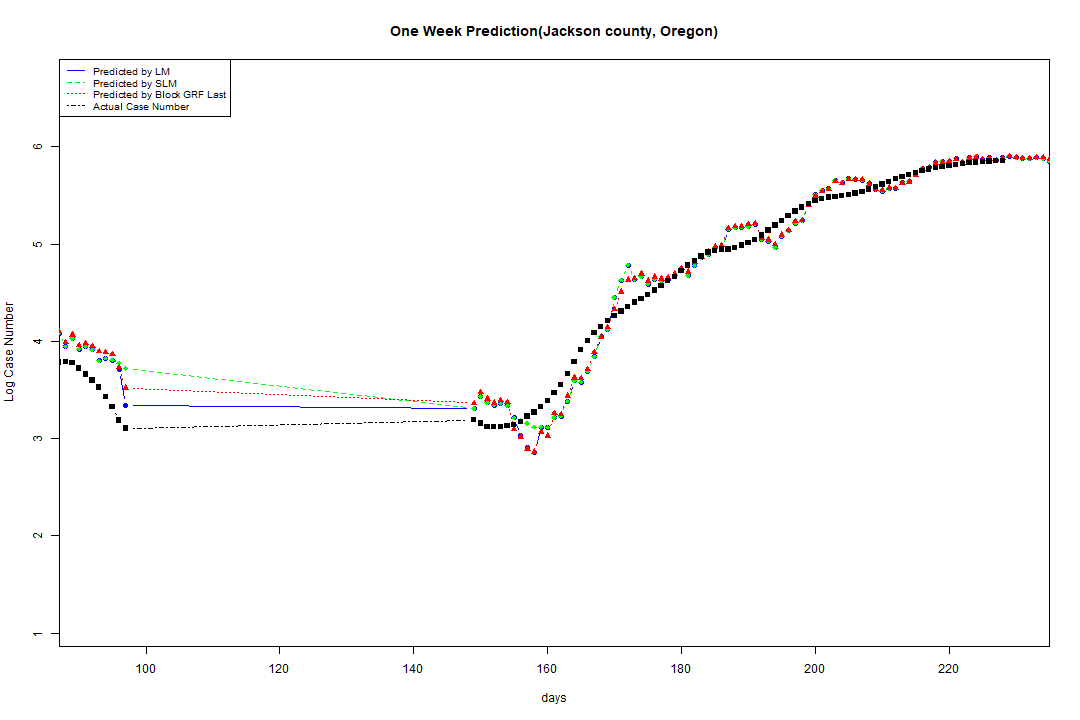 One Week Prediction(Jackson county, Oregon)
Predicted by LM
Predicted by SLM
Predicted by Block GRF Last
Actual Case Number
6
5
4
3
2
1
Log Case Number
100 120 140 160 180 200 220
days